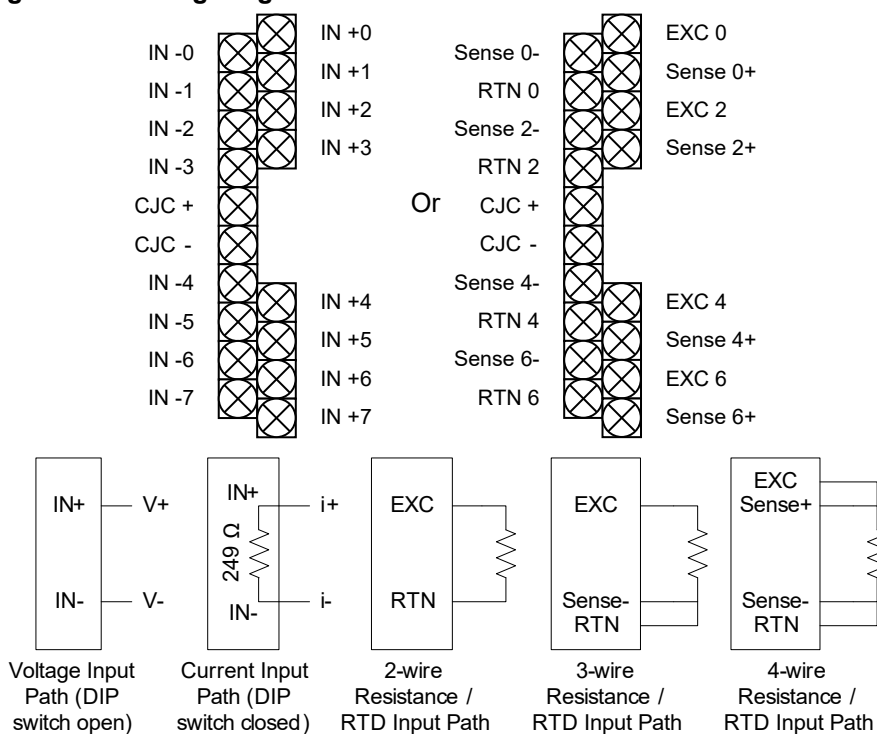 IN -0
IN -1
IN -2
IN -3
CJC +
CJC -
IN -4
IN -5
IN -6
IN -7
IN +0
IN +1
IN +2
IN +3
IN +4
IN +5
IN +6
IN +7
Or
Sense 0-
RTN 0
Sense 2-
RTN 2
CJC +
CJC -
Sense 4-
RTN 4
Sense 6-
RTN 6
EXC 0
Sense 0+
EXC 2
Sense 2+
EXC 4
Sense 4+
EXC 6
Sense 6+
IN+
V+
IN-
V-
Voltage Input
Path (DIP
switch open)
IN+
i+
249 Ω
IN-
i-
Current Input
Path (DIP
switch closed)
EXC
RTN
2-wire
Resistance /
RTD Input Path
EXC
Sense-
RTN
3-wire
Resistance /
RTD Input Path
EXC
Sense+
Sense-
RTN
4-wire
Resistance /
RTD Input Path